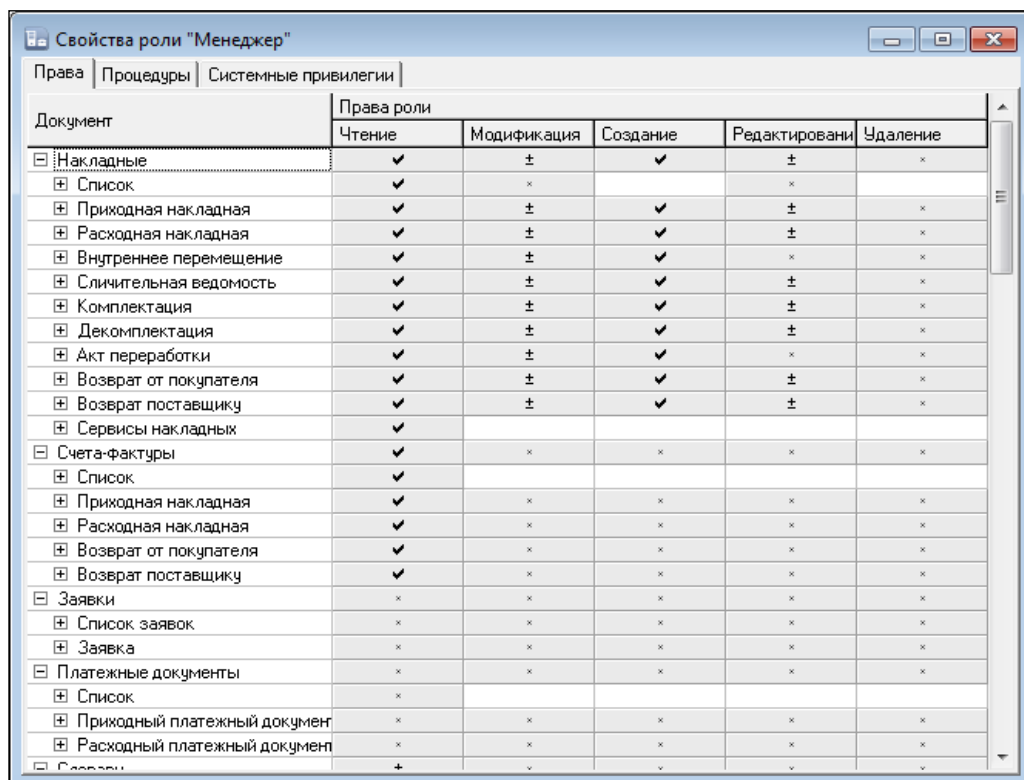 Свойства роли "Менеджер"
Права Процедуры Системные привилегии
Документ Права роли
Чтение Модификация Создание Редактировани Удаление
Накладные ✔ ± ✔ ± ×
Список ✔ × ×
Приходная накладная ✔ ± ✔ ± ×
Расходная накладная ✔ ± ✔ ± ×
Внутреннее перемещение ✔ ± ✔ × ×
Сличительная ведомость ✔ ± ✔ ± ×
Комплектация ✔ ± ✔ ± ×
Декомплектация ✔ ± ✔ ± ×
Акт переработки ✔ ± ✔ × ×
Возврат от покупателя ✔ ± ✔ ± ×
Возврат поставщику ✔ ± ✔ ± ×
Сервисы накладных ✔
Счета-фактуры ✔ × × × ×
Список ✔
Приходная накладная ✔ × × × ×
Расходная накладная ✔ × × × ×
Возврат от покупателя ✔ × × × ×
Возврат поставщику ✔ × × × ×
Заявки × × × × ×
Список заявок × × × × ×
Заявка × × × × ×
Платежные документы × × × × ×
Список ×
Приходный платежный документ × × × × ×
Расходный платежный документ × × × × ×